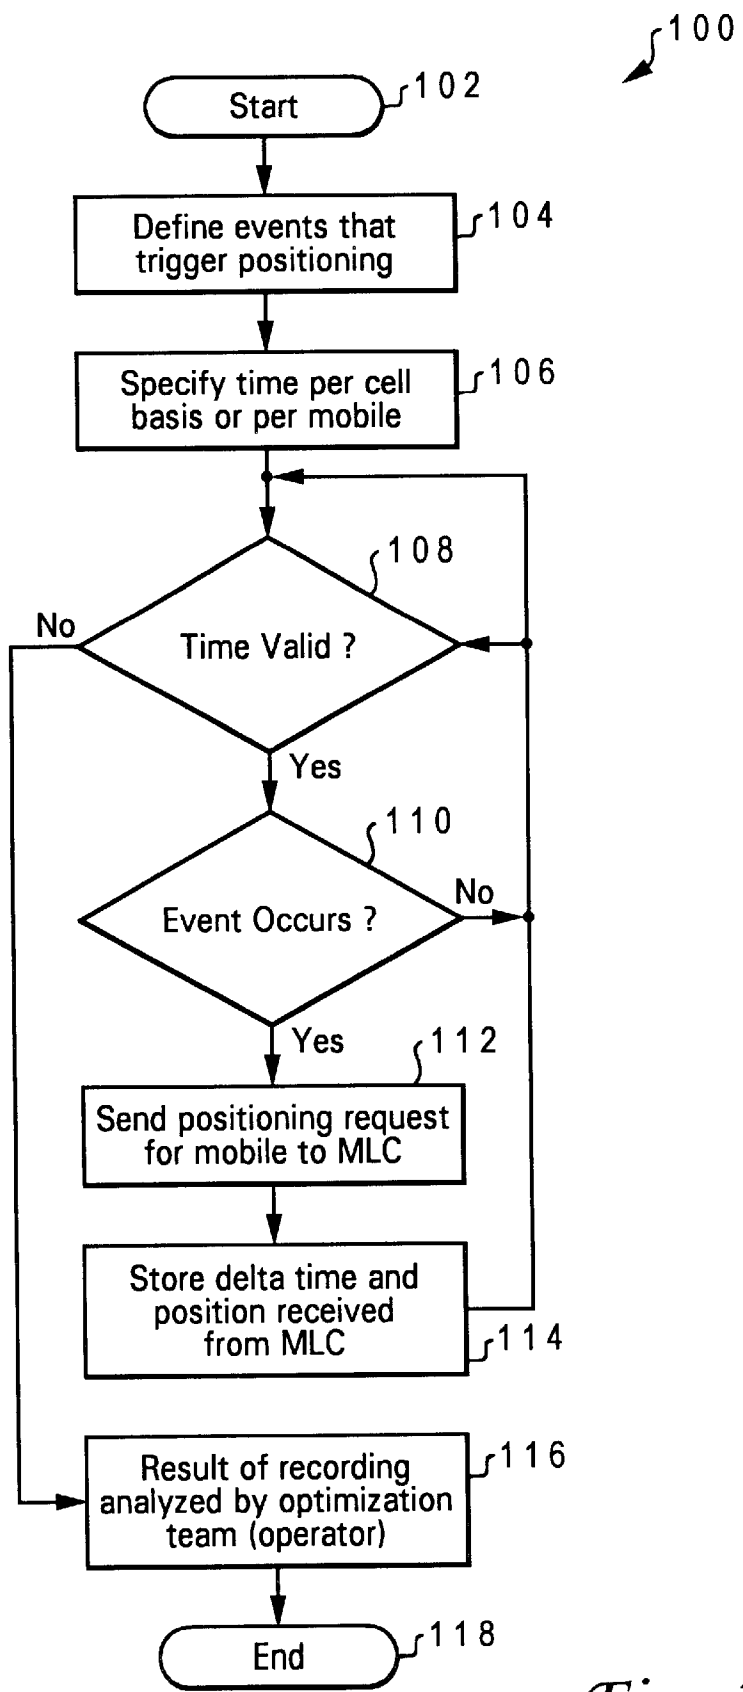 100
Start
102
Define events that
trigger positioning
104
Specify time per cell
basis or per mobile
106
108
No
Time Valid ?
Yes
110
No
Event Occurs ?
Yes
112
Send positioning request
for mobile to MLC
Store delta time and
position received
from MLC
114
Result of recording
analyzed by optimization
team (operator)
116
End
118